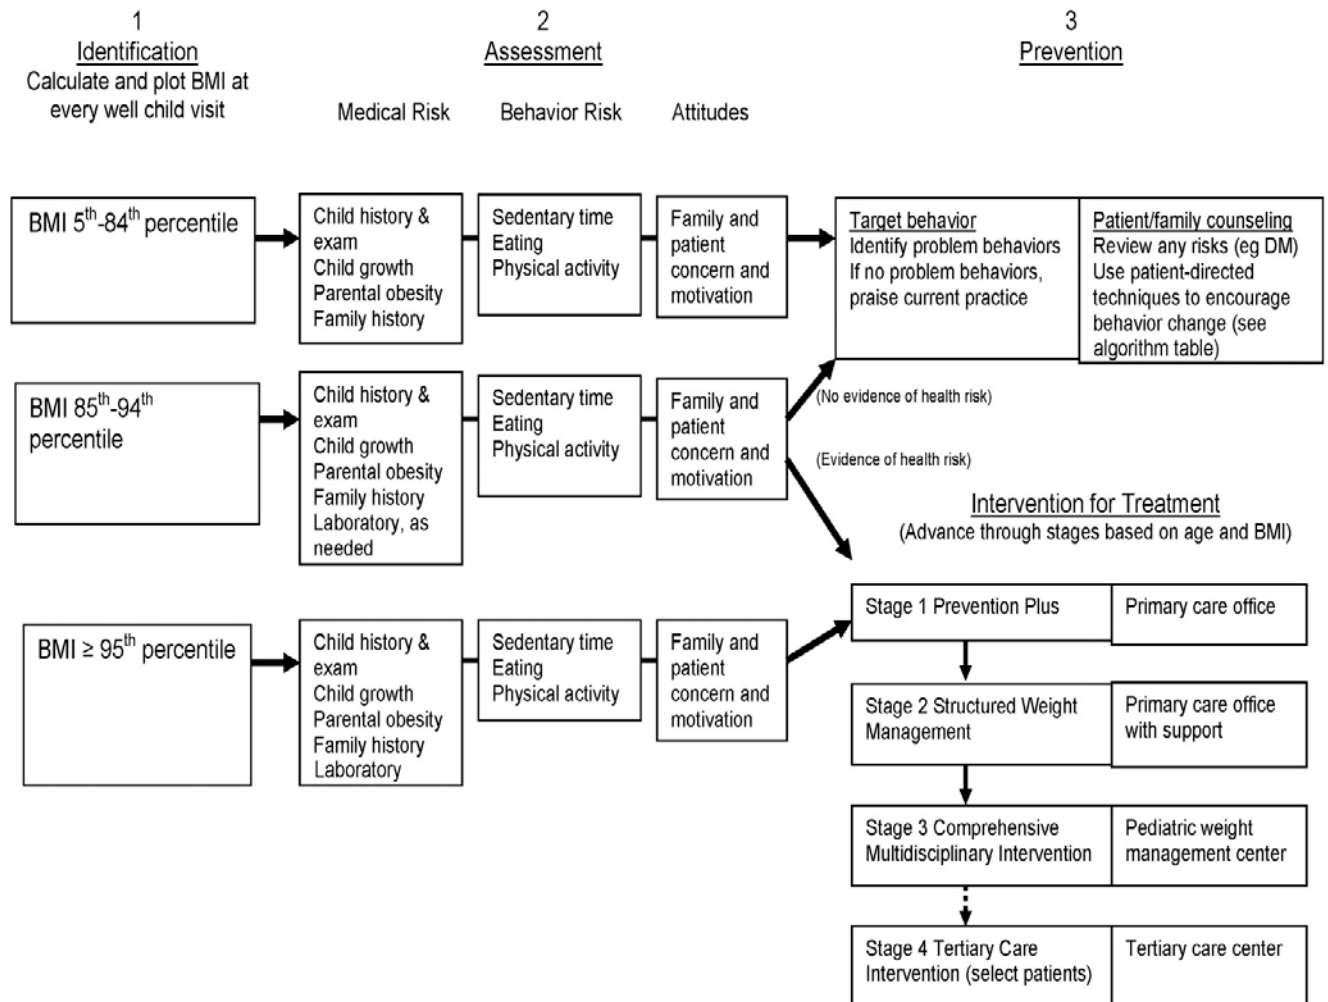 1
Identification
Calculate and plot BMI at
every well child visit
2
Assessment
Medical Risk
Behavior Risk
Attitudes
3
Prevention
BMI 5th-84th percentile
Child history &
exam
Child growth
Parental obesity
Family history
Sedentary time
Eating
Physical activity
Family and
patient
concern and
motivation
Target behavior
Identify problem behaviors
If no problem behaviors,
praise current practice
Patient/family counseling
Review any risks (eg DM)
Use patient-directed
techniques to encourage
behavior change (see
algorithm table)
BMI 85th-94th
percentile
Child history &
exam
Child growth
Parental obesity
Family history
Laboratory, as
needed
Sedentary time
Eating
Physical activity
Family and
patient
concern and
motivation
(No evidence of health risk)
(Evidence of health risk)
Intervention for Treatment
(Advance through stages based on age and BMI)
BMI ≥ 95th percentile
Child history &
exam
Child growth
Parental obesity
Family history
Laboratory
Sedentary time
Eating
Physical activity
Family and
patient
concern and
motivation
Stage 1 Prevention Plus
Primary care office
Stage 2 Structured Weight
Management
Primary care office
with support
Stage 3 Comprehensive
Multidisciplinary Intervention
Pediatric weight
management center
Stage 4 Tertiary Care
Intervention (select patients)
Tertiary care center